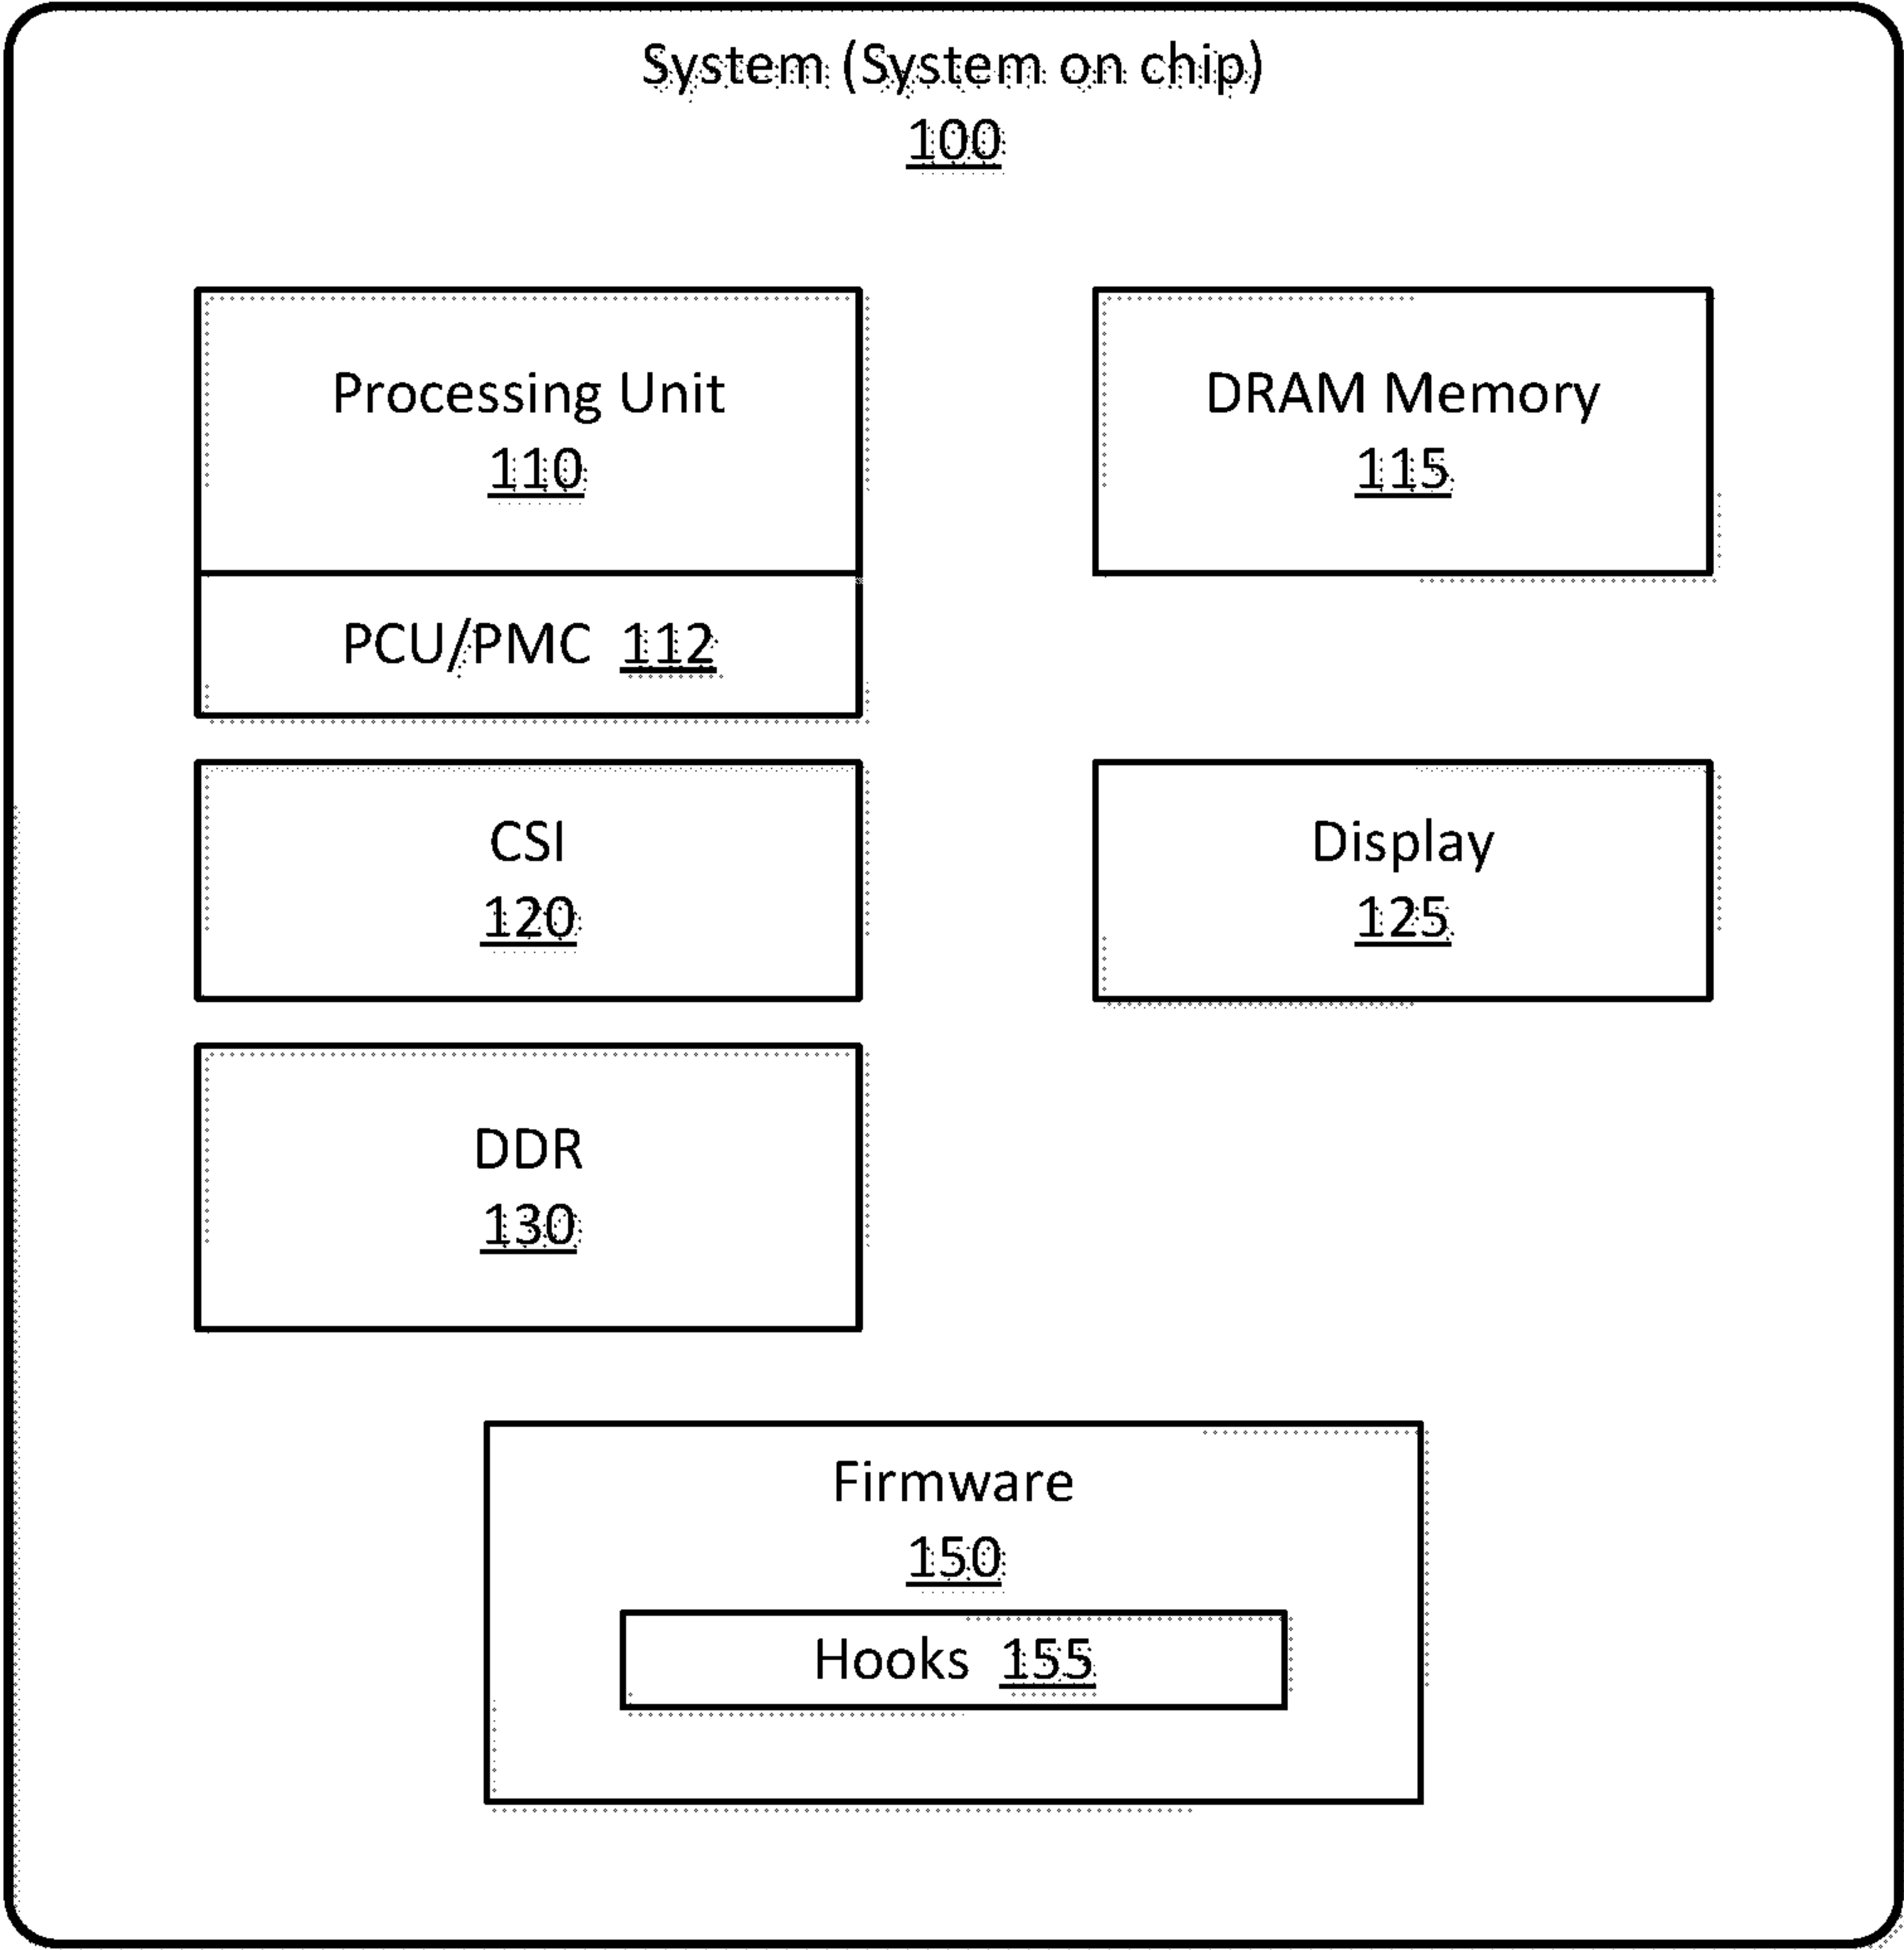 System (System on chip)
100
Processing Unit
110
DRAM Memory
115
PCU/PMC 112
CSI
120
Display
125
DDR
130
Firmware
150
Hooks 155